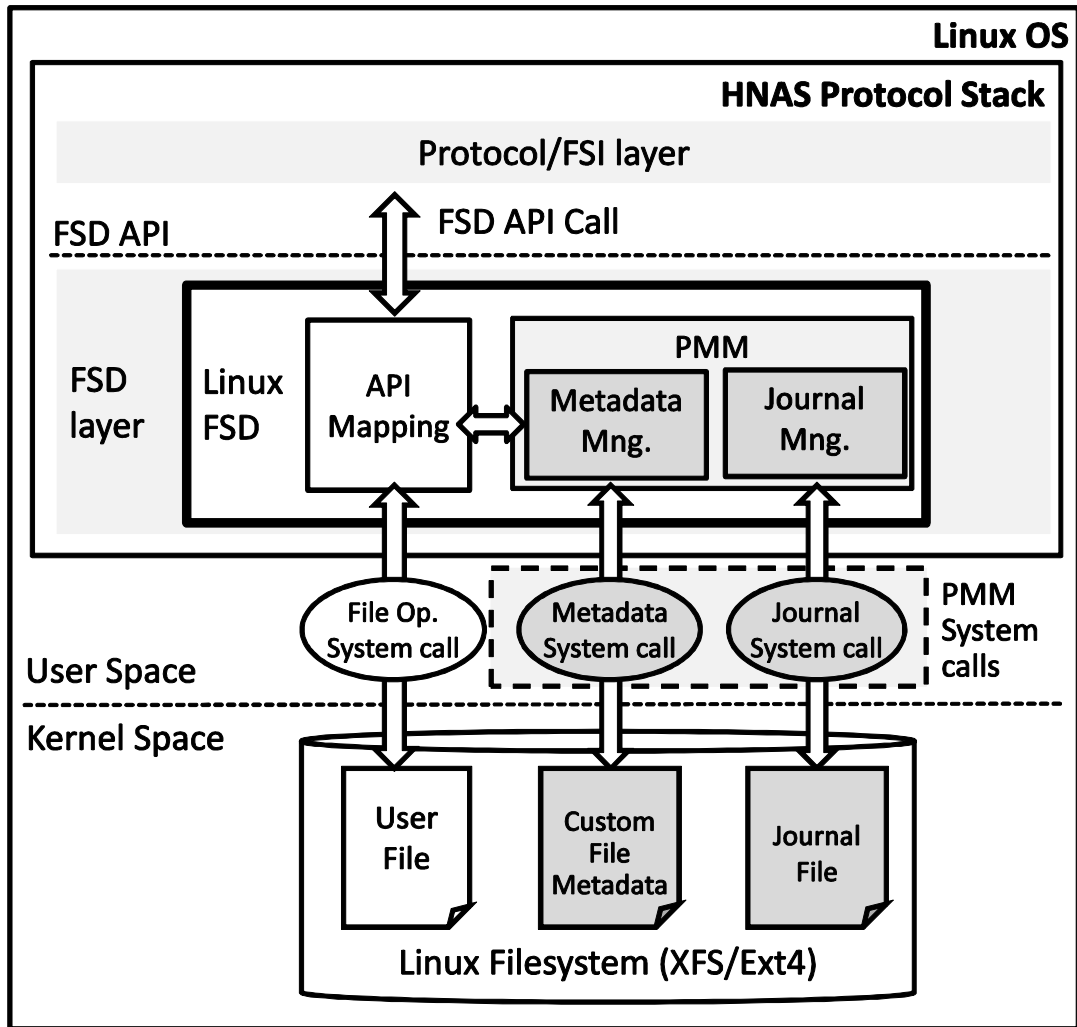 Linux OS
HNAS Protocol Stack
Protocol/FSI layer
FSD API Call
FSD API
FSD
layer
Linux
FSD
API
Mapping
PMM
Metadata
Mng.
Journal
Mng.
File Op.
System call
Metadata
System call
Journal
System call
PMM
System
calls
User Space
Kernel Space
User
File
Custom
File
Metadata
Journal
File
Linux Filesystem (XFS/Ext4)